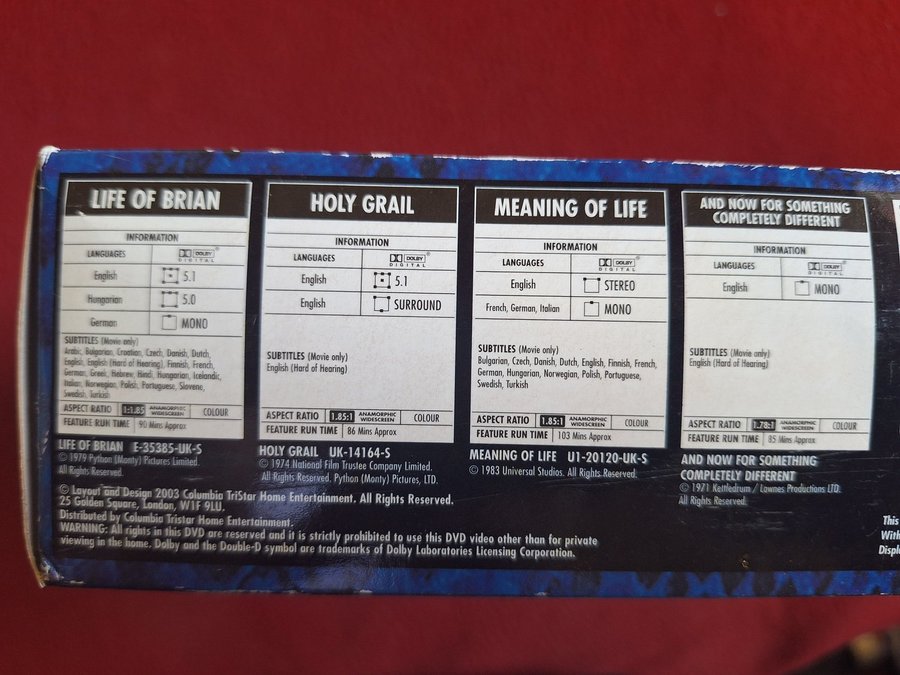 LIFE OF BRIAN
INFORMATION
LANGUAGES DOLBY DIGITAL
English 5.1
Hungarian 5.0
German MONO
SUBTITLES (Movie only)
Arabic, Bulgarian, Croatian, Czech, Danish, Dutch,
English, English (Hard of Hearing), Finnish, French,
German, Greek, Hebrew, Hindi, Hungarian, Icelandic,
Italian, Norwegian, Polish, Portuguese, Slovene,
Swedish, Turkish
ASPECT RATIO 1:1.85 ANAMORPHIC WIDESCREEN COLOUR
FEATURE RUN TIME 90 Mins Approx
LIFE OF BRIAN E-35385-UK-S
© 1979 Python (Monty) Pictures Limited.
All Rights Reserved.
HOLY GRAIL
INFORMATION
LANGUAGES DOLBY DIGITAL
English 5.1
English SURROUND
SUBTITLES (Movie only)
English (Hard of Hearing)
ASPECT RATIO 1.85:1 ANAMORPHIC WIDESCREEN COLOUR
FEATURE RUN TIME 86 Mins Approx
HOLY GRAIL UK-14164-S
© 1974 National Film Trustee Company Limited.
All Rights Reserved. Python (Monty) Pictures, LTD.
MEANING OF LIFE
INFORMATION
LANGUAGES DOLBY DIGITAL
English STEREO
French, German, Italian MONO
SUBTITLES (Movie only)
Bulgarian, Czech, Danish, Dutch, English, Finnish, French,
German, Hungarian, Norwegian, Polish, Portuguese,
Swedish, Turkish
ASPECT RATIO 1.85:1 ANAMORPHIC WIDESCREEN COLOUR
FEATURE RUN TIME 103 Mins Approx
MEANING OF LIFE U1-20120-UK-S
© 1983 Universal Studios. All Rights Reserved.
AND NOW FOR SOMETHING
COMPLETELY DIFFERENT
INFORMATION
LANGUAGES DOLBY DIGITAL
English MONO
SUBTITLES (Movie only)
English (Hard of Hearing)
ASPECT RATIO 1.78:1 ANAMORPHIC WIDESCREEN COLOUR
FEATURE RUN TIME 85 Mins Approx
AND NOW FOR SOMETHING
COMPLETELY DIFFERENT
© 1971 Kettledrum / Lownes Productions LTD.
All Rights Reserved.
© Layout and Design 2003 Columbia TriStar Home Entertainment. All Rights Reserved.
25 Golden Square, London, W1F 9LU.
Distributed by Columbia Tristar Home Entertainment.
WARNING: All rights in this DVD are reserved and it is strictly prohibited to use this DVD video other than for private
viewing in the home. Dolby and the Double-D symbol are trademarks of Dolby Laboratories Licensing Corporation.
This
With